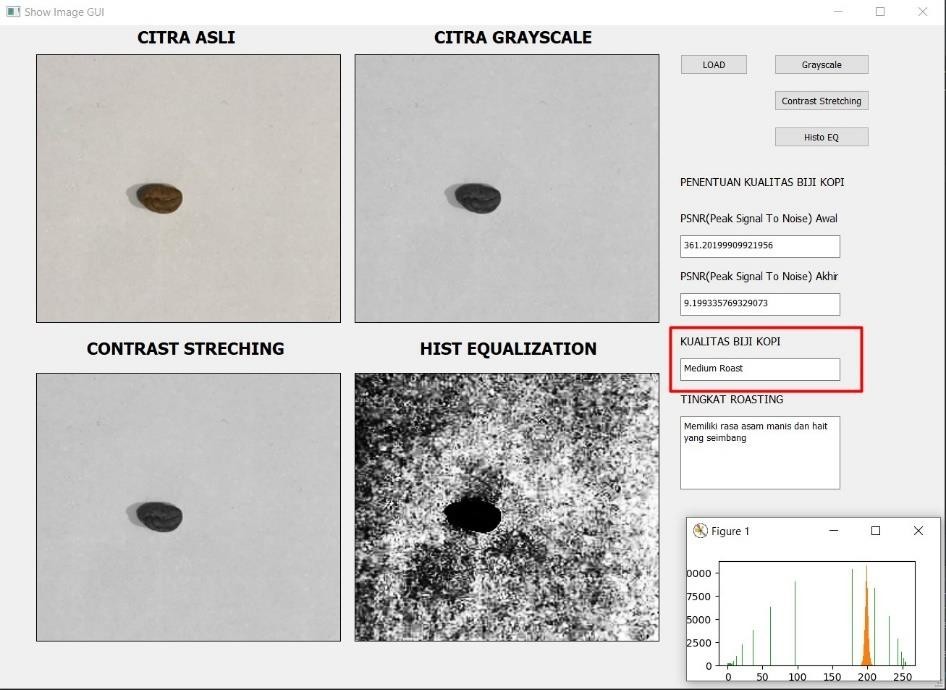 Show Image GUI
CITRA ASLI
CITRA GRAYSCALE
LOAD
Grayscale
Contrast Stretching
Histo EQ
PENENTUAN KUALITAS BIJI KOPI
PSNR(Peak Signal To Noise) Awal
361.20199909921956
PSNR(Peak Signal To Noise) Akhir
9.199335769329073
CONTRAST STRECHING
HIST EQUALIZATION
KUALITAS BIJI KOPI
Medium Roast
TINGKAT ROASTING
Memiliki rasa asam manis dan hait
yang seimbang
Figure 1
0000
7500
5000
2500
0
0 50 100 150 200 250